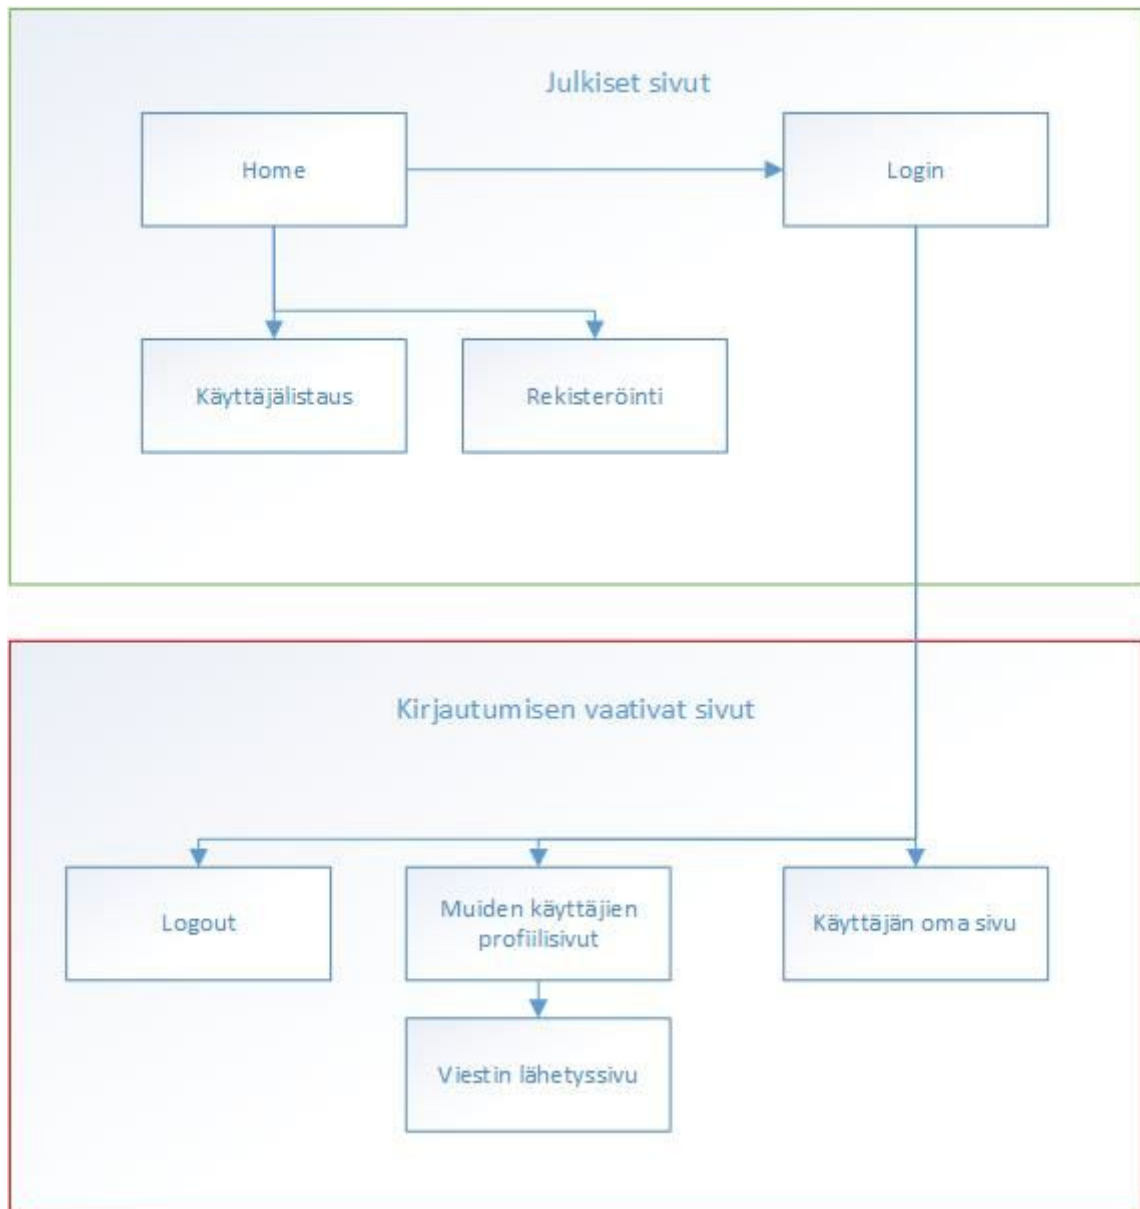 Julkiset sivut
Home
Login
Käyttäjälistaus
Rekisteröinti
Kirjautumisen vaativat sivut
Logout
Muiden käyttäjien
profiilisivut
Käyttäjän oma sivu
Viestin lähetyssivu